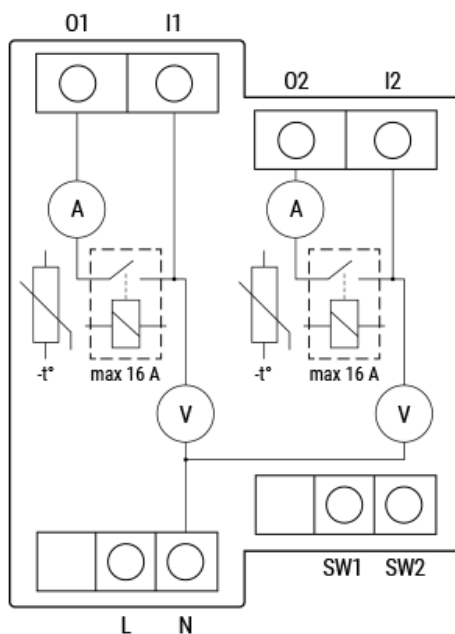 O1 I1
O2 I2
A
A
-t°
max 16 A
-t°
max 16 A
V
V
SW1 SW2
L N